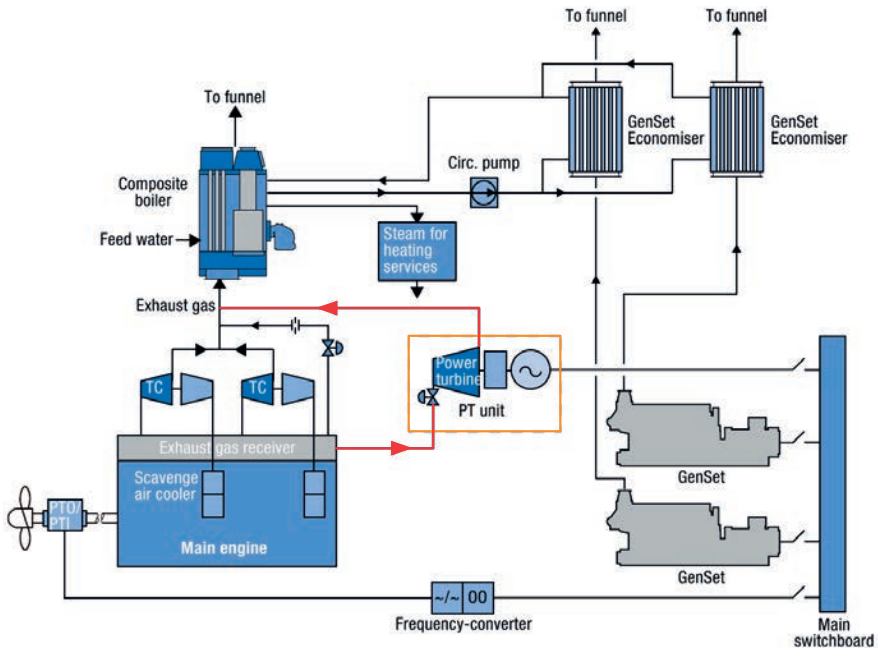 To funnel
To funnel
To funnel
GenSet
Economiser
GenSet
Economiser
Circ. pump
Composite
boiler
Feed water
Steam for
heating
services
Exhaust gas
Power
turbine
PT unit
TC
TC
Exhaust gas receiver
Scavenge
air cooler
GenSet
PTO/
PTI
Main engine
GenSet
~/~ 00
Frequency-converter
Main
switchboard